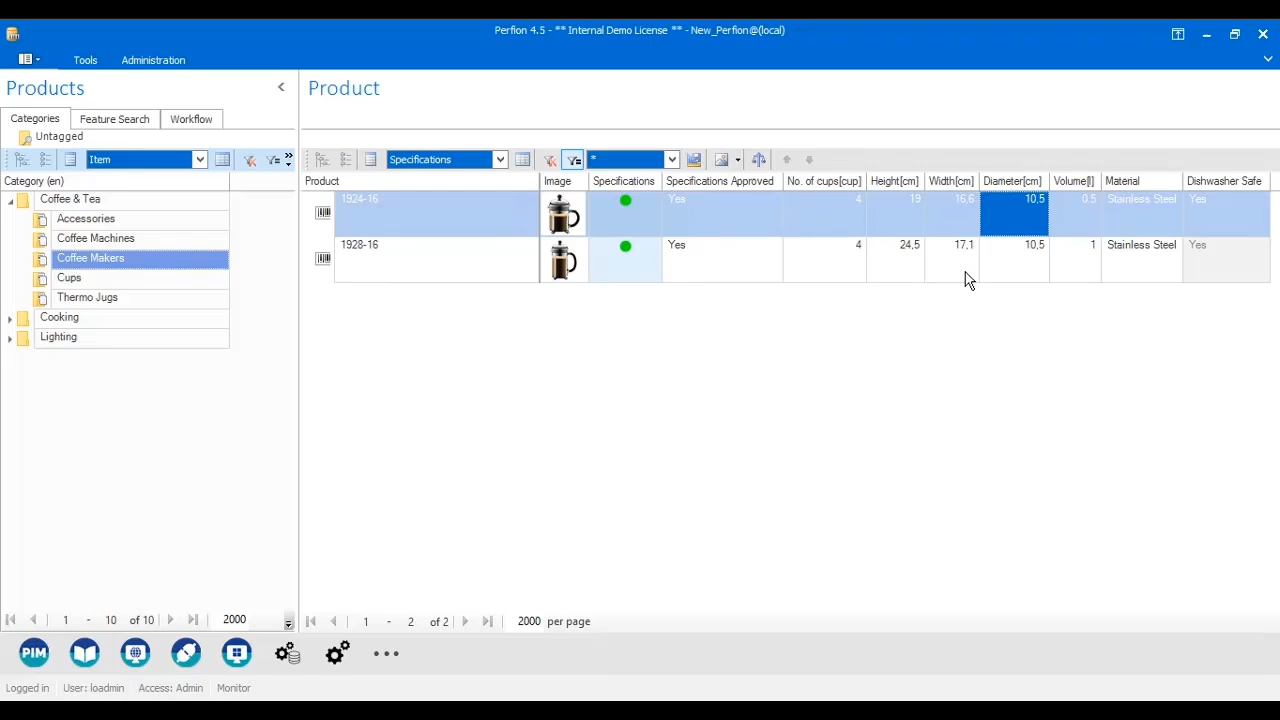 Perfion 4.5 - ** Internal Demo License ** - New_Perfion@(local)
Tools Administration
Products
Product
Categories Feature Search Workflow
Untagged
Item
Specifications *
Category (en)
Product Image Specifications Specifications Approved No. of cups[cup] Height[cm] Width[cm] Diameter[cm] Volume[l] Material Dishwasher Safe
Coffee & Tea
Accessories
Coffee Machines
Coffee Makers
Cups
Thermo Jugs
Cooking
Lighting
1924-16 Yes 4 19 16,6 10,5 0.5 Stainless Steel Yes
1928-16 Yes 4 24,5 17,1 10,5 1 Stainless Steel Yes
1 - 10 of 10 2000
1 - 2 of 2 2000 per page
PIM
Logged in User: loadmin Access: Admin Monitor